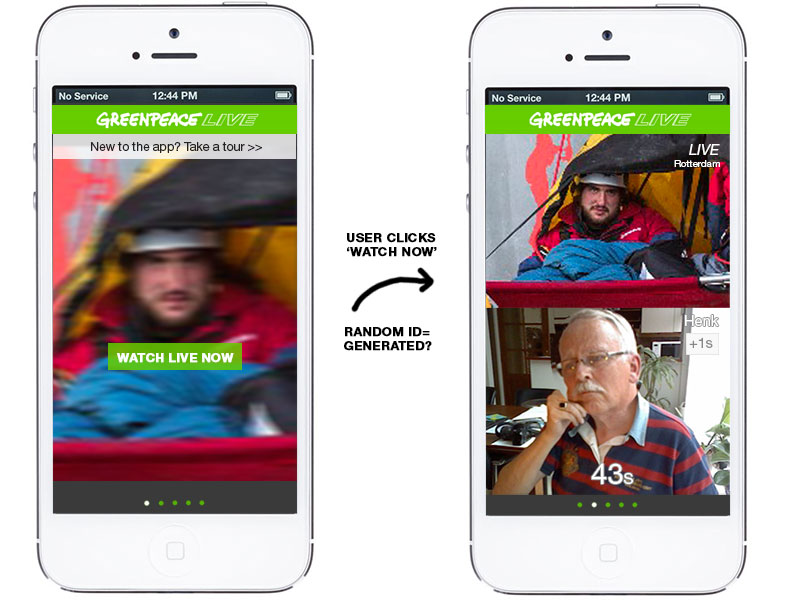 No Service 12:44 PM
GREENPEACE LIVE
New to the app? Take a tour >>
WATCH LIVE NOW
USER CLICKS
‘WATCH NOW’
RANDOM ID=
GENERATED?
No Service 12:44 PM
GREENPEACE LIVE
LIVE
Rotterdam
Henk
+1s
43s